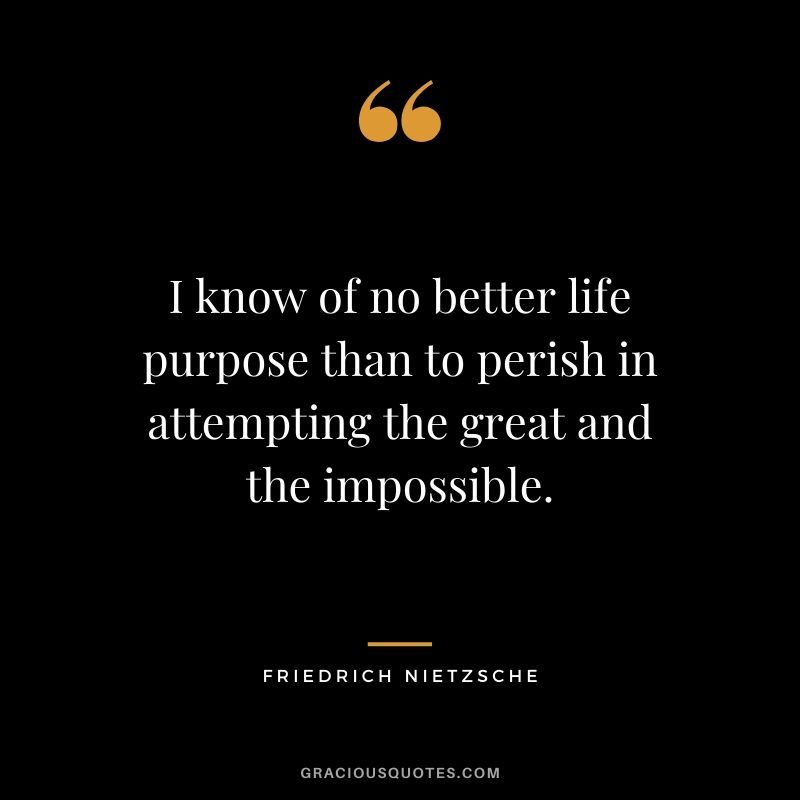 “
I know of no better life
purpose than to perish in
attempting the great and
the impossible.
FRIEDRICH NIETZSCHE
GRACIOUSQUOTES.COM